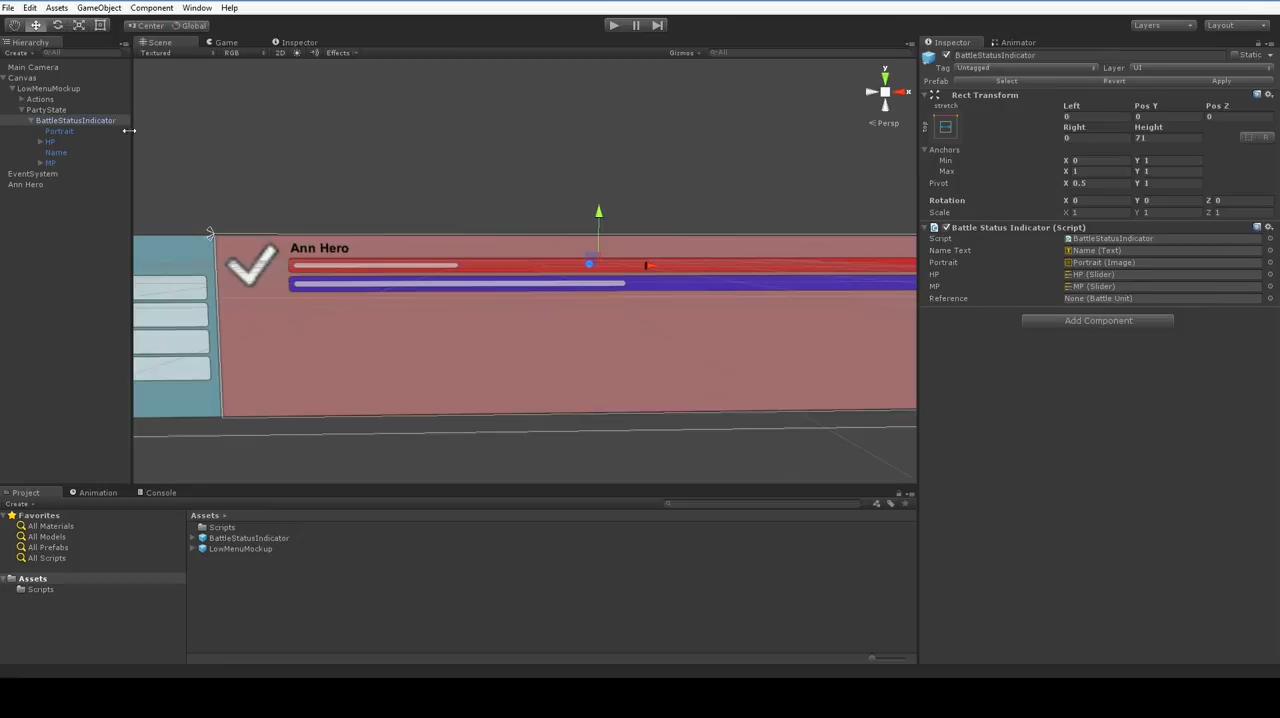 File Edit Assets GameObject Component Window Help
Center Global Layers Layout
Hierarchy
Create All
Main Camera
Canvas
LowMenuMockup
Actions
PartyState
BattleStatusIndicator
Portrait
HP
Name
MP
EventSystem
Ann Hero
Scene Game Inspector
Textured RGB 2D Effects Gizmos All
y
x
Persp
Ann Hero
Inspector Animator
BattleStatusIndicator Static
Tag Untagged Layer UI
Prefab Select Revert Apply
Rect Transform
stretch Left Pos Y Pos Z
top 0 0 0
Right Height
0 71 R
Anchors
Min X 0 Y 1
Max X 1 Y 1
Pivot X 0.5 Y 1
Rotation X 0 Y 0 Z 0
Scale X 1 Y 1 Z 1
Battle Status Indicator (Script)
Script BattleStatusIndicator
Name Text Name (Text)
Portrait Portrait (Image)
HP HP (Slider)
MP MP (Slider)
Reference None (Battle Unit)
Add Component
Project Animation Console
Create
Favorites
All Materials
All Models
All Prefabs
All Scripts
Assets
Scripts
Assets
Scripts
BattleStatusIndicator
LowMenuMockup